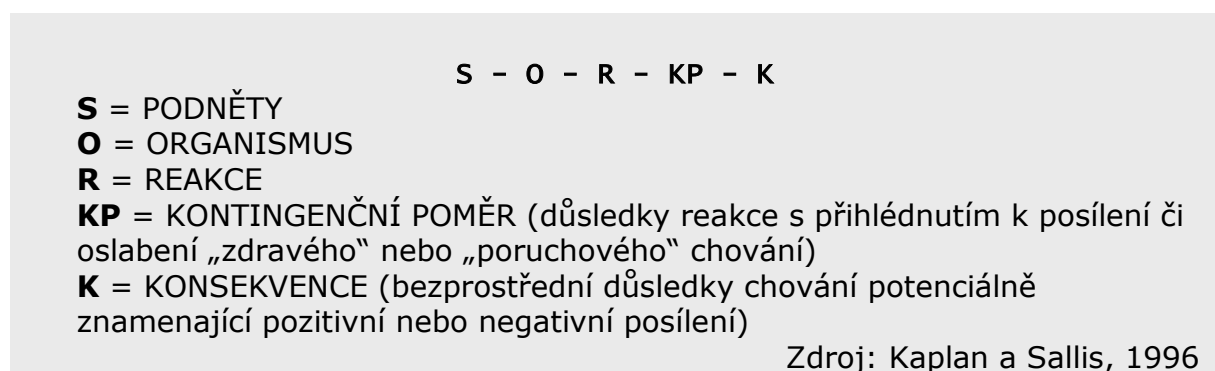 S – O – R – KP – K
S = PODNĚTY
O = ORGANISMUS
R = REAKCE
KP = KONTINGENČNÍ POMĚR (důsledky reakce s přihlédnutím k posílení či
oslabení „zdravého“ nebo „poruchového“ chování)
K = KONSEKVENCE (bezprostřední důsledky chování potenciálně
znamenající pozitivní nebo negativní posílení)
Zdroj: Kaplan a Sallis, 1996